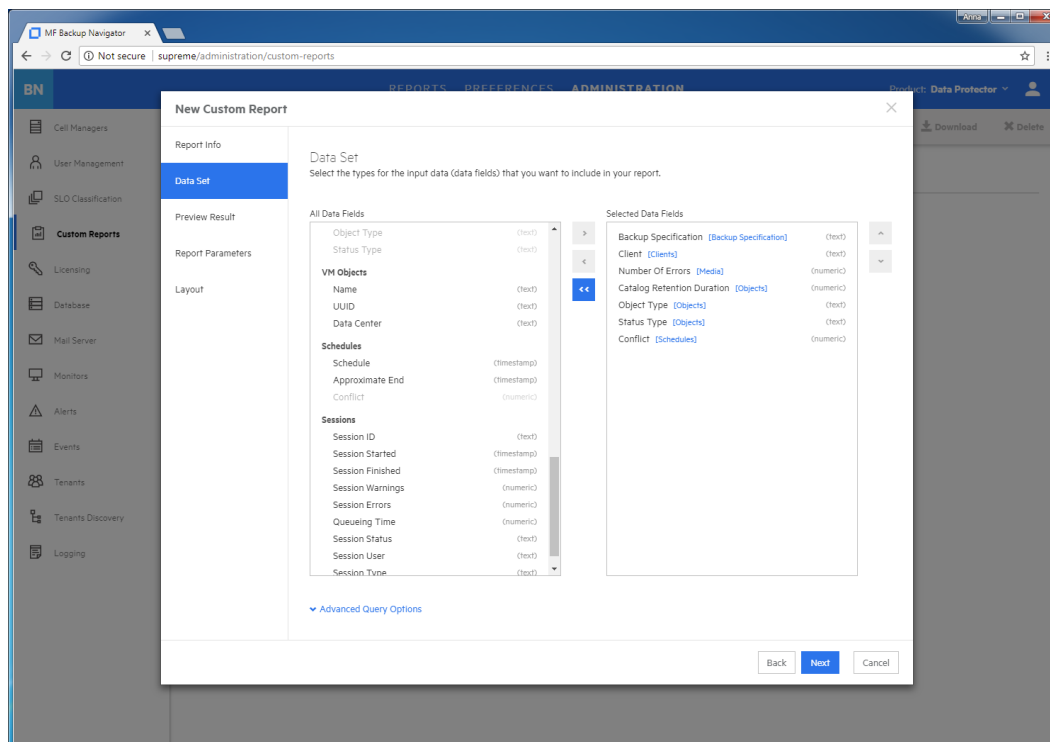 Anna
MF Backup Navigator
Not secure | supreme/administration/custom-reports
BN
REPORTS PREFERENCES ADMINISTRATION
Product: Data Protector
Cell Managers
User Management
SLO Classification
Custom Reports
Licensing
Database
Mail Server
Monitors
Alerts
Events
Tenants
Tenants Discovery
Logging
Download Delete
New Custom Report
Report Info
Data Set
Preview Result
Report Parameters
Layout
Data Set
Select the types for the input data (data fields) that you want to include in your report.
All Data Fields
Object Type (text)
Status Type (text)
VM Objects
Name (text)
UUID (text)
Data Center (text)
Schedules
Schedule (timestamp)
Approximate End (timestamp)
Conflict (numeric)
Sessions
Session ID (text)
Session Started (timestamp)
Session Finished (timestamp)
Session Warnings (numeric)
Session Errors (numeric)
Queueing Time (numeric)
Session Status (text)
Session User (text)
Session Type (text)
Selected Data Fields
Backup Specification [Backup Specification] (text)
Client [Clients] (text)
Number Of Errors [Media] (numeric)
Catalog Retention Duration [Objects] (numeric)
Object Type [Objects] (text)
Status Type [Objects] (text)
Conflict [Schedules] (numeric)
Advanced Query Options
Back Next Cancel